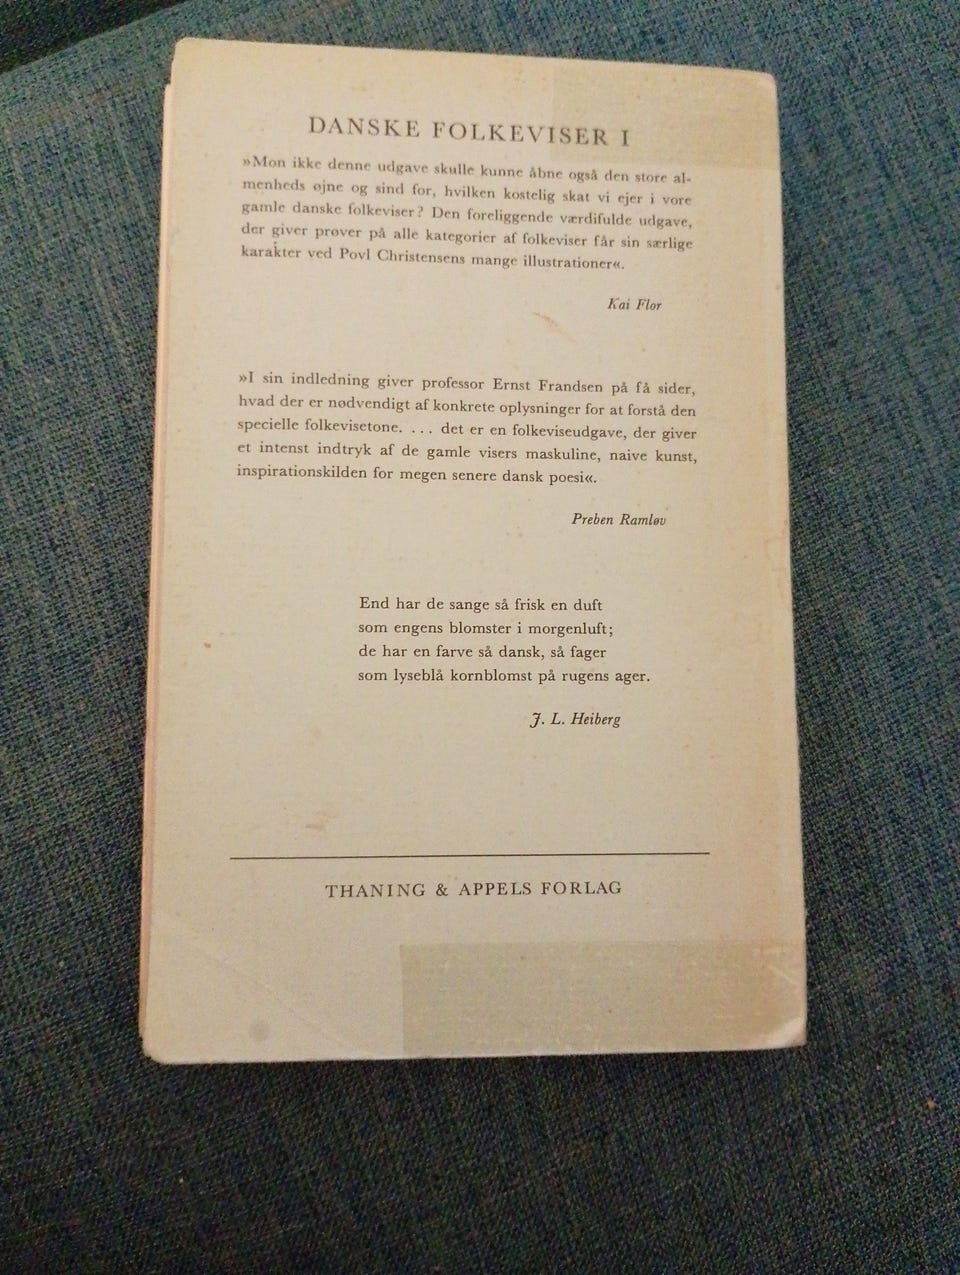 DANSKE FOLKEVISER I
»Mon ikke denne udgave skulle kunne åbne også den store al-
menheds øjne og sind for, hvilken kostelig skat vi ejer i vore
gamle danske folkeviser? Den foreliggende værdifulde udgave,
der giver prøver på alle kategorier af folkeviser får sin særlige
karakter ved Povl Christensens mange illustrationer«.
Kai Flor
»I sin indledning giver professor Ernst Frandsen på få sider,
hvad der er nødvendigt af konkrete oplysninger for at forstå den
specielle folkevisetone. ... det er en folkeviseudgave, der giver
et intenst indtryk af de gamle visers maskuline, naive kunst,
inspirationskilden for megen senere dansk poesi«.
Preben Ramløv
End har de sange så frisk en duft
som engens blomster i morgenluft;
de har en farve så dansk, så fager
som lyseblå kornblomst på rugens ager.
J. L. Heiberg
THANING & APPELS FORLAG